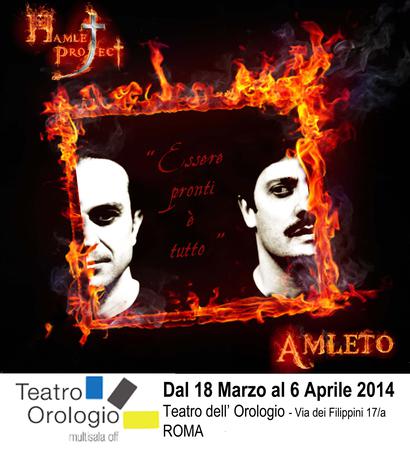 Hamlet
Project
"Essere
pronti
è
tutto"
Amleto
Teatro
Orologio
multisala off
Dal 18 Marzo al 6 Aprile 2014
Teatro dell' Orologio - Via dei Filippini 17/a
ROMA